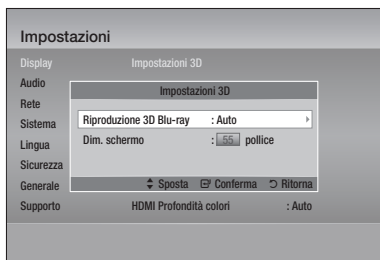 Impostazioni
Display Impostazioni 3D
Audio
Rete
Sistema
Lingua
Sicurezza
Generale
Supporto
Impostazioni 3D
Riproduzione 3D Blu-ray : Auto
Dim. schermo : 55 pollice
Sposta Conferma Ritorna
HDMI Profondità colori : Auto